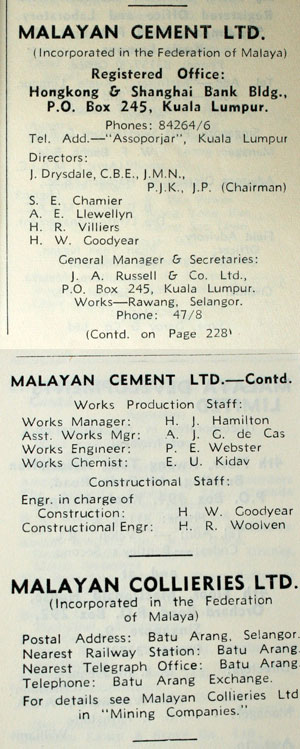 MALAYAN CEMENT LTD.
(Incorporated in the Federation of Malaya)
Registered Office:
Hongkong & Shanghai Bank Bldg.,
P.O. Box 245, Kuala Lumpur.
Phones: 84264/6
Tel. Add.—"Assoporjar", Kuala Lumpur
Directors:
J. Drysdale, C.B.E., J.M.N.,
P.J.K., J.P. (Chairman)
S. E. Chamier
A. E. Llewellyn
H. R. Villiers
H. W. Goodyear
General Manager & Secretaries:
J. A. Russell & Co. Ltd.,
P.O. Box 245, Kuala Lumpur.
Works—Rawang, Selangor.
Phone: 47/8
(Contd. on Page 228)
MALAYAN CEMENT LTD.—Contd.
Works Production Staff:
Works Manager: H. J. Hamilton
Asst. Works Mgr: A. J. G. de Cas
Works Engineer: P. E. Webster
Works Chemist: E. U. Kidav
Constructional Staff:
Engr. in charge of
Construction: H. W. Goodyear
Constructional Engr: H. R. Woolven
MALAYAN COLLIERIES LTD.
(Incorporated in the Federation
of Malaya)
Postal Address: Batu Arang, Selangor.
Nearest Railway Station: Batu Arang.
Nearest Telegraph Office: Batu Arang.
Telephone: Batu Arang Exchange.
For details see Malayan Collieries Ltd
in "Mining Companies."